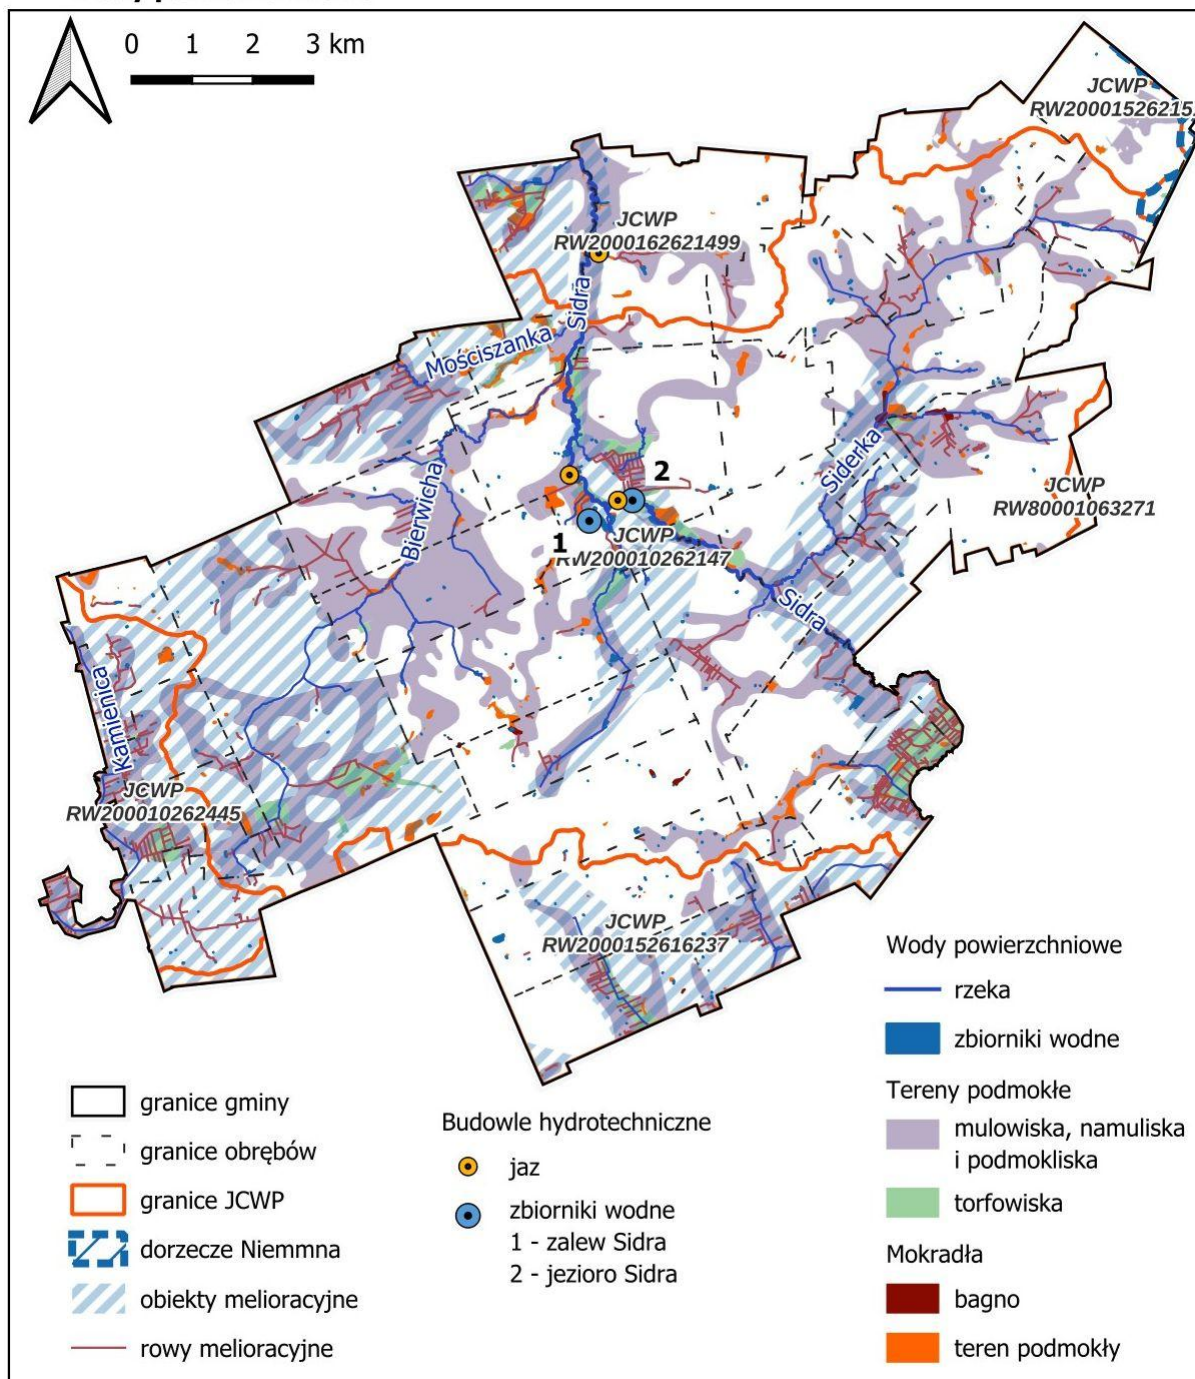 0 1 2 3 km
JCWP
JCWP
RW2000162621499
Sidra
Mościszanka
Siderka
2
JCWP
RW80001063271
Bierwicha
1
JCWP
RW200010262147
Sidra
Kamienica
JCWP
RW200010262445
JCWP
RW2000152616237
granice gminy
granice obrębów
granice JCWP
dorzecze Niemmna
obiekty melioracyjne
rowy melioracyjne
Budowle hydrotechniczne
jaz
zbiorniki wodne
1 - zalew Sidra
2 - jezioro Sidra
Wody powierzchniowe
rzeka
zbiorniki wodne
Tereny podmokłe
mulowiska, namuliska
i podmokliska
torfowiska
Mokradła
bagno
teren podmokły